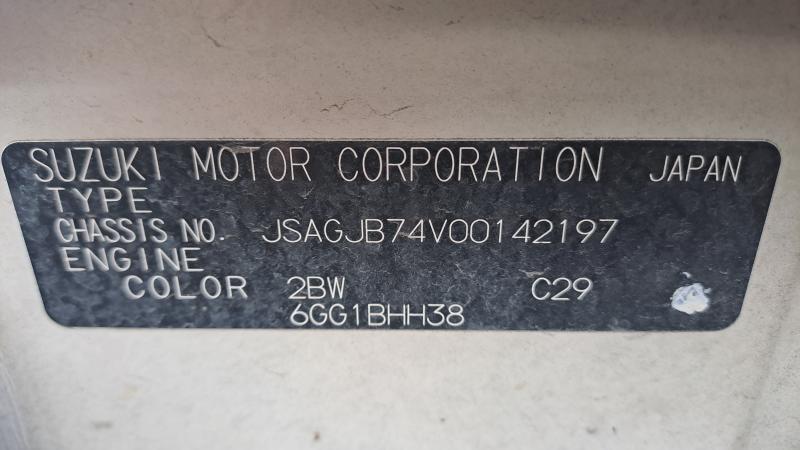 SUZUKI MOTOR CORPORATION JAPAN
TYPE
CHASSIS NO. JSAGJB74V00142197
ENGINE
COLOR 2BW C29
6GG1BHH38